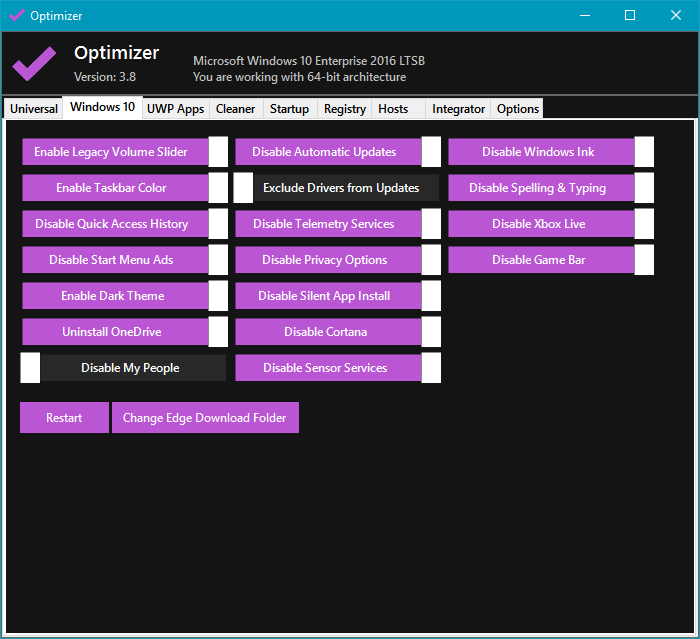 Optimizer
Optimizer
Version: 3.8
Microsoft Windows 10 Enterprise 2016 LTSB
You are working with 64-bit architecture
Universal Windows 10 UWP Apps Cleaner Startup Registry Hosts Integrator Options
Enable Legacy Volume Slider Disable Automatic Updates Disable Windows Ink
Enable Taskbar Color Exclude Drivers from Updates Disable Spelling & Typing
Disable Quick Access History Disable Telemetry Services Disable Xbox Live
Disable Start Menu Ads Disable Privacy Options Disable Game Bar
Enable Dark Theme Disable Silent App Install
Uninstall OneDrive Disable Cortana
Disable My People Disable Sensor Services
Restart Change Edge Download Folder